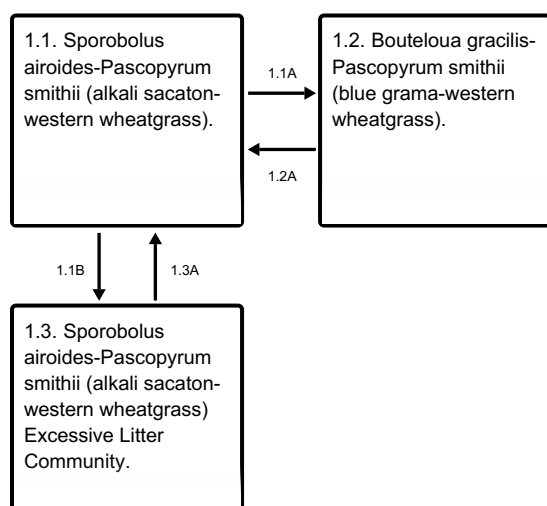 1.1. Sporobolus
airoides-Pascopyrum
smithii (alkali sacaton-
western wheatgrass).
1.1A
1.2. Bouteloua gracilis-
Pascopyrum smithii
(blue grama-western
wheatgrass).
1.2A
1.1B
1.3A
1.3. Sporobolus
airoides-Pascopyrum
smithii (alkali sacaton-
western wheatgrass)
Excessive Litter
Community.